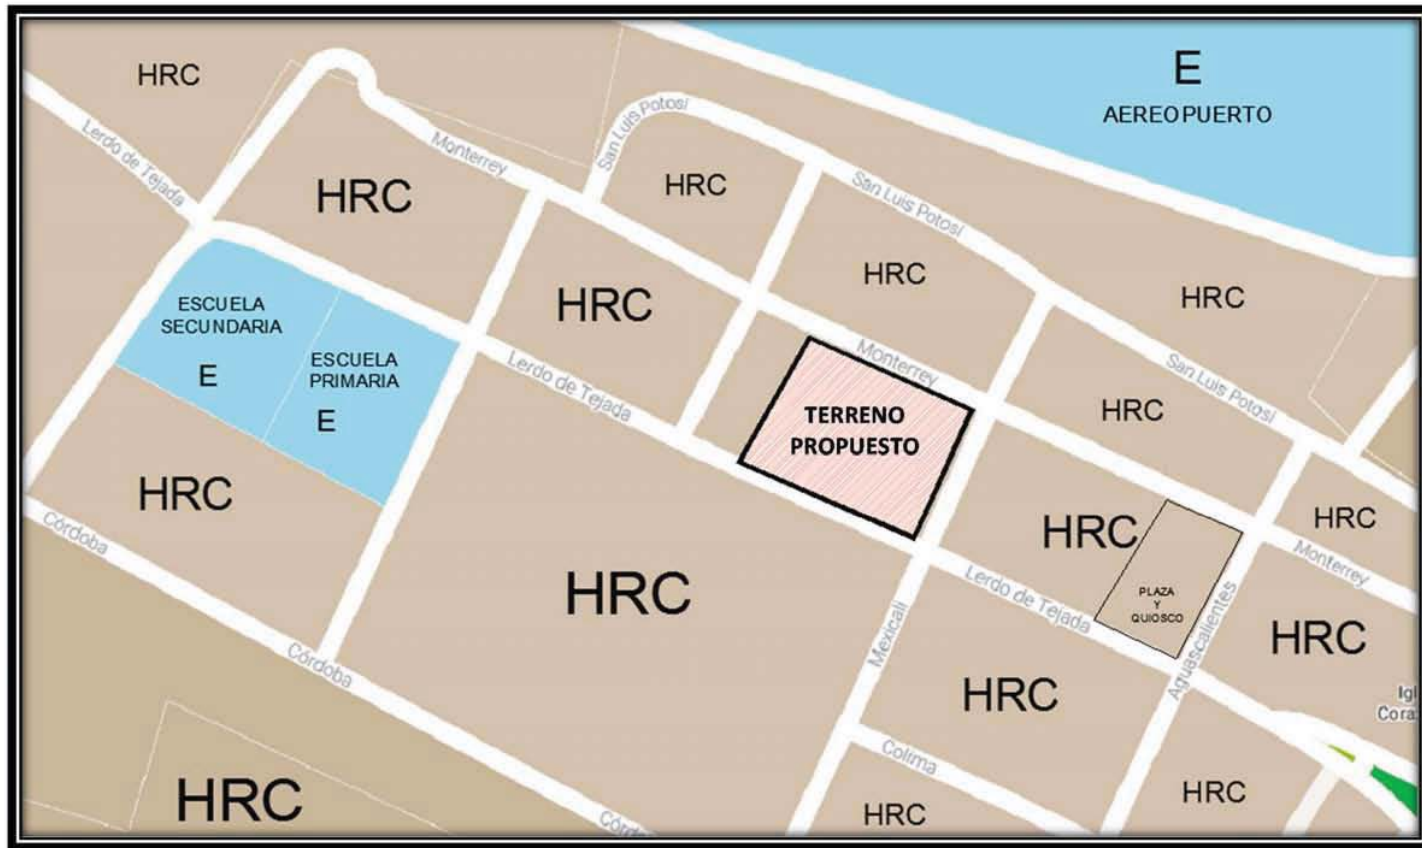 HRC
E
AEREOPUERTO
Lerdo de Tejada
Monterrey
San Luis Potosí
HRC
HRC
San Luis Potosí
HRC
HRC
HRC
ESCUELA
SECUNDARIA
E
ESCUELA
PRIMARIA
E
Lerdo de Tejada
Monterrey
TERRENO
PROPUESTO
HRC
San Luis Potosí
HRC
Córdoba
HRC
HRC
HRC
Monterrey
PLAZA
Y
QUIOSCO
Lerdo de Tejada
Mexicali
Aguascalientes
HRC
Córdoba
HRC
Colima
HRC
HRC
HRC